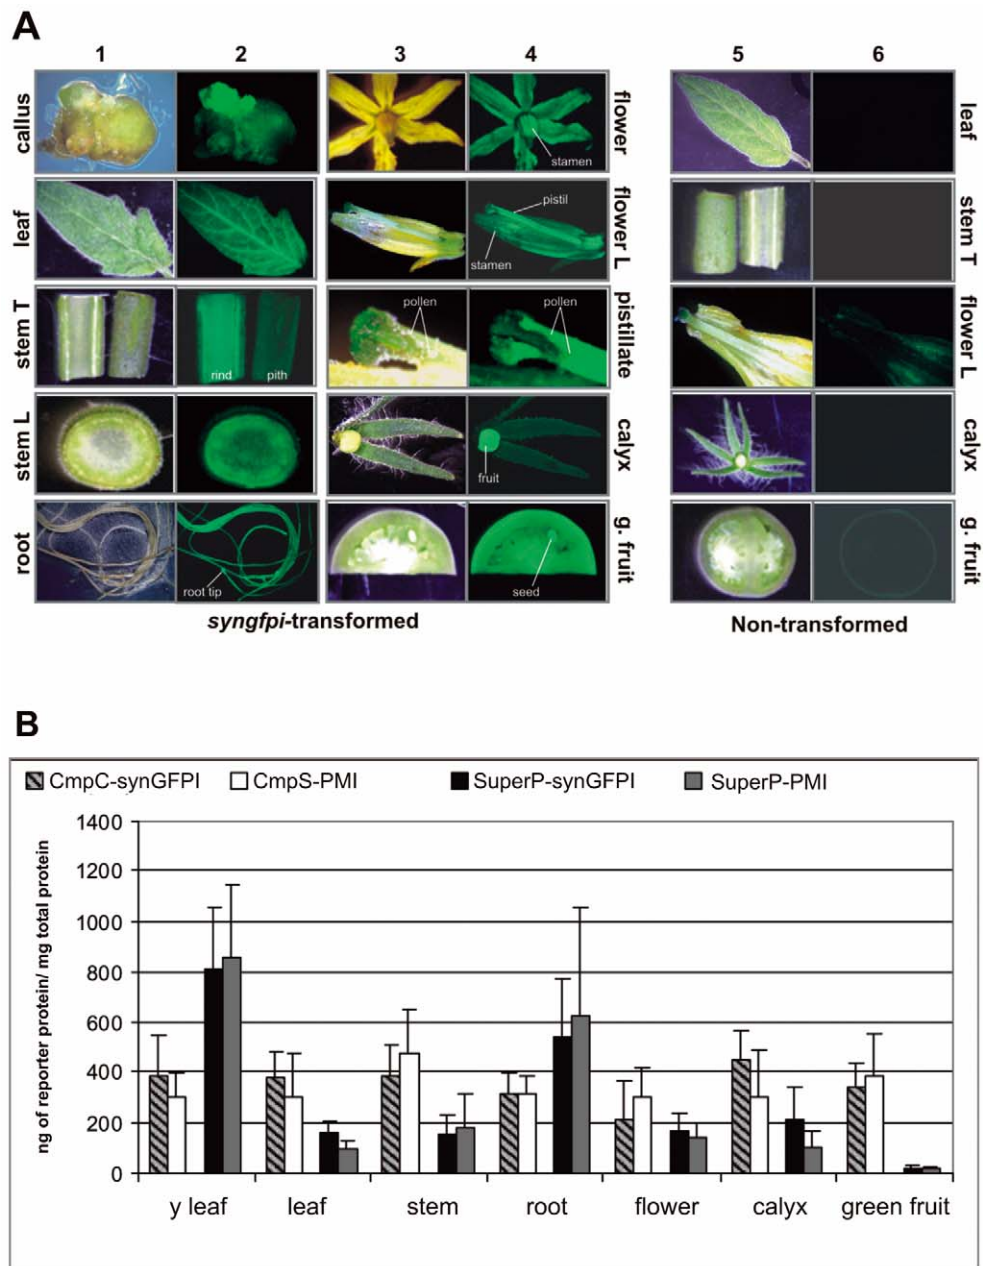 A
1 2 3 4 5 6
callus
leaf
stem T
stem L
root
rind
pith
root tip
stamen
pistil
stamen
pollen
pollen
fruit
seed
flower
flower L
pistillate
calyx
g. fruit
leaf
stem T
flower L
calyx
g. fruit
syngfpi-transformed
Non-transformed
B
CmpC-synGFPI CmpS-PMI SuperP-synGFPI SuperP-PMI
ng of reporter protein/ mg total protein
1400
1200
1000
800
600
400
200
0
y leaf leaf stem root flower calyx green fruit